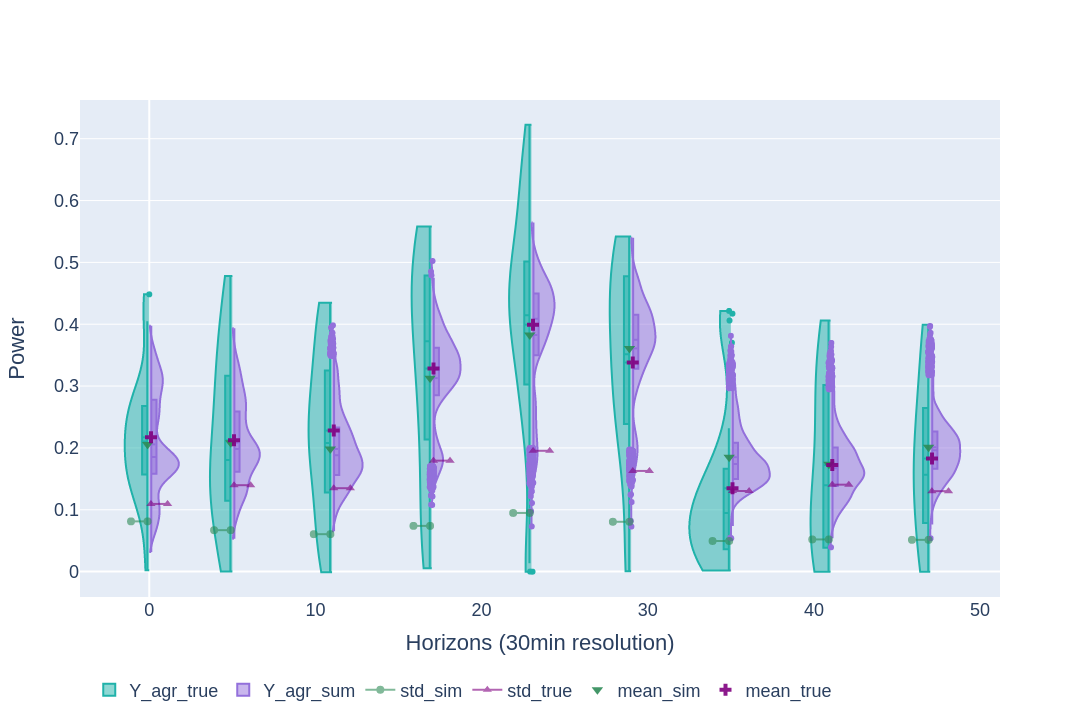 0.7
0.6
0.5
0.4
0.3
0.2
0.1
0
Power
0 10 20 30 40 50
Horizons (30min resolution)
Y_agr_true Y_agr_sum std_sim std_true mean_sim mean_true